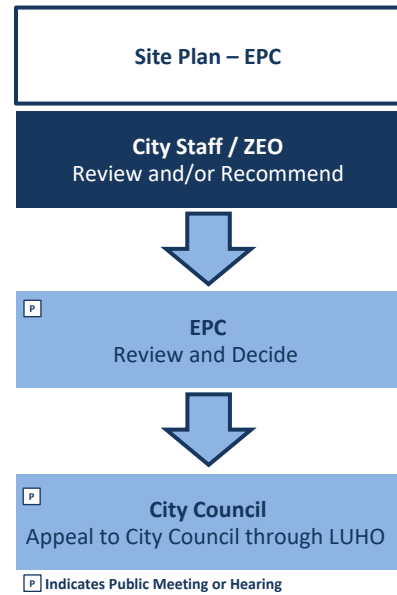 Site Plan – EPC
City Staff / ZEO
Review and/or Recommend
P
EPC
Review and Decide
P
City Council
Appeal to City Council through LUHO
P Indicates Public Meeting or Hearing